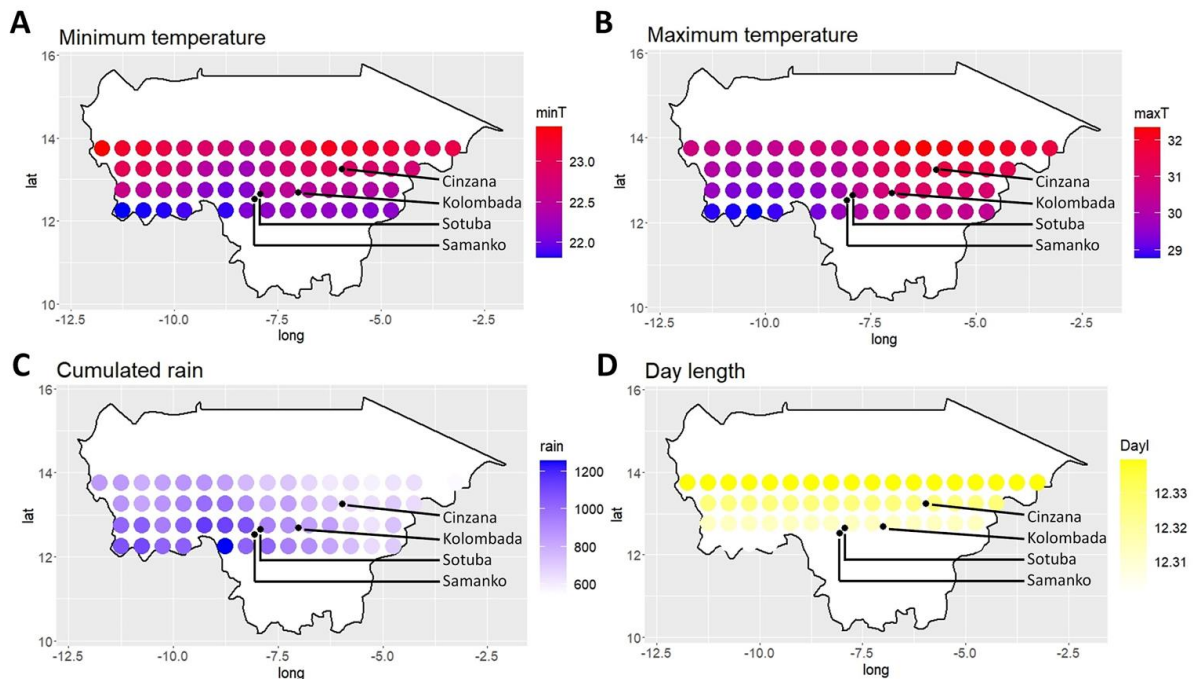 A
Minimum temperature
16
14
12
10
lat
-12.5
-10.0
-7.5
-5.0
-2.5
long
Cinzana
Kolombada
Sotuba
Samanko
minT
23.0
22.5
22.0
B
Maximum temperature
16
14
12
10
lat
-12.5
-10.0
-7.5
-5.0
-2.5
long
Cinzana
Kolombada
Sotuba
Samanko
maxT
32
31
30
29
C
Cumulated rain
16
14
12
10
lat
-12.5
-10.0
-7.5
-5.0
-2.5
long
Cinzana
Kolombada
Sotuba
Samanko
rain
1200
1000
800
600
D
Day length
16
14
12
10
lat
-12.5
-10.0
-7.5
-5.0
-2.5
long
Cinzana
Kolombada
Sotuba
Samanko
Dayl
12.33
12.32
12.31